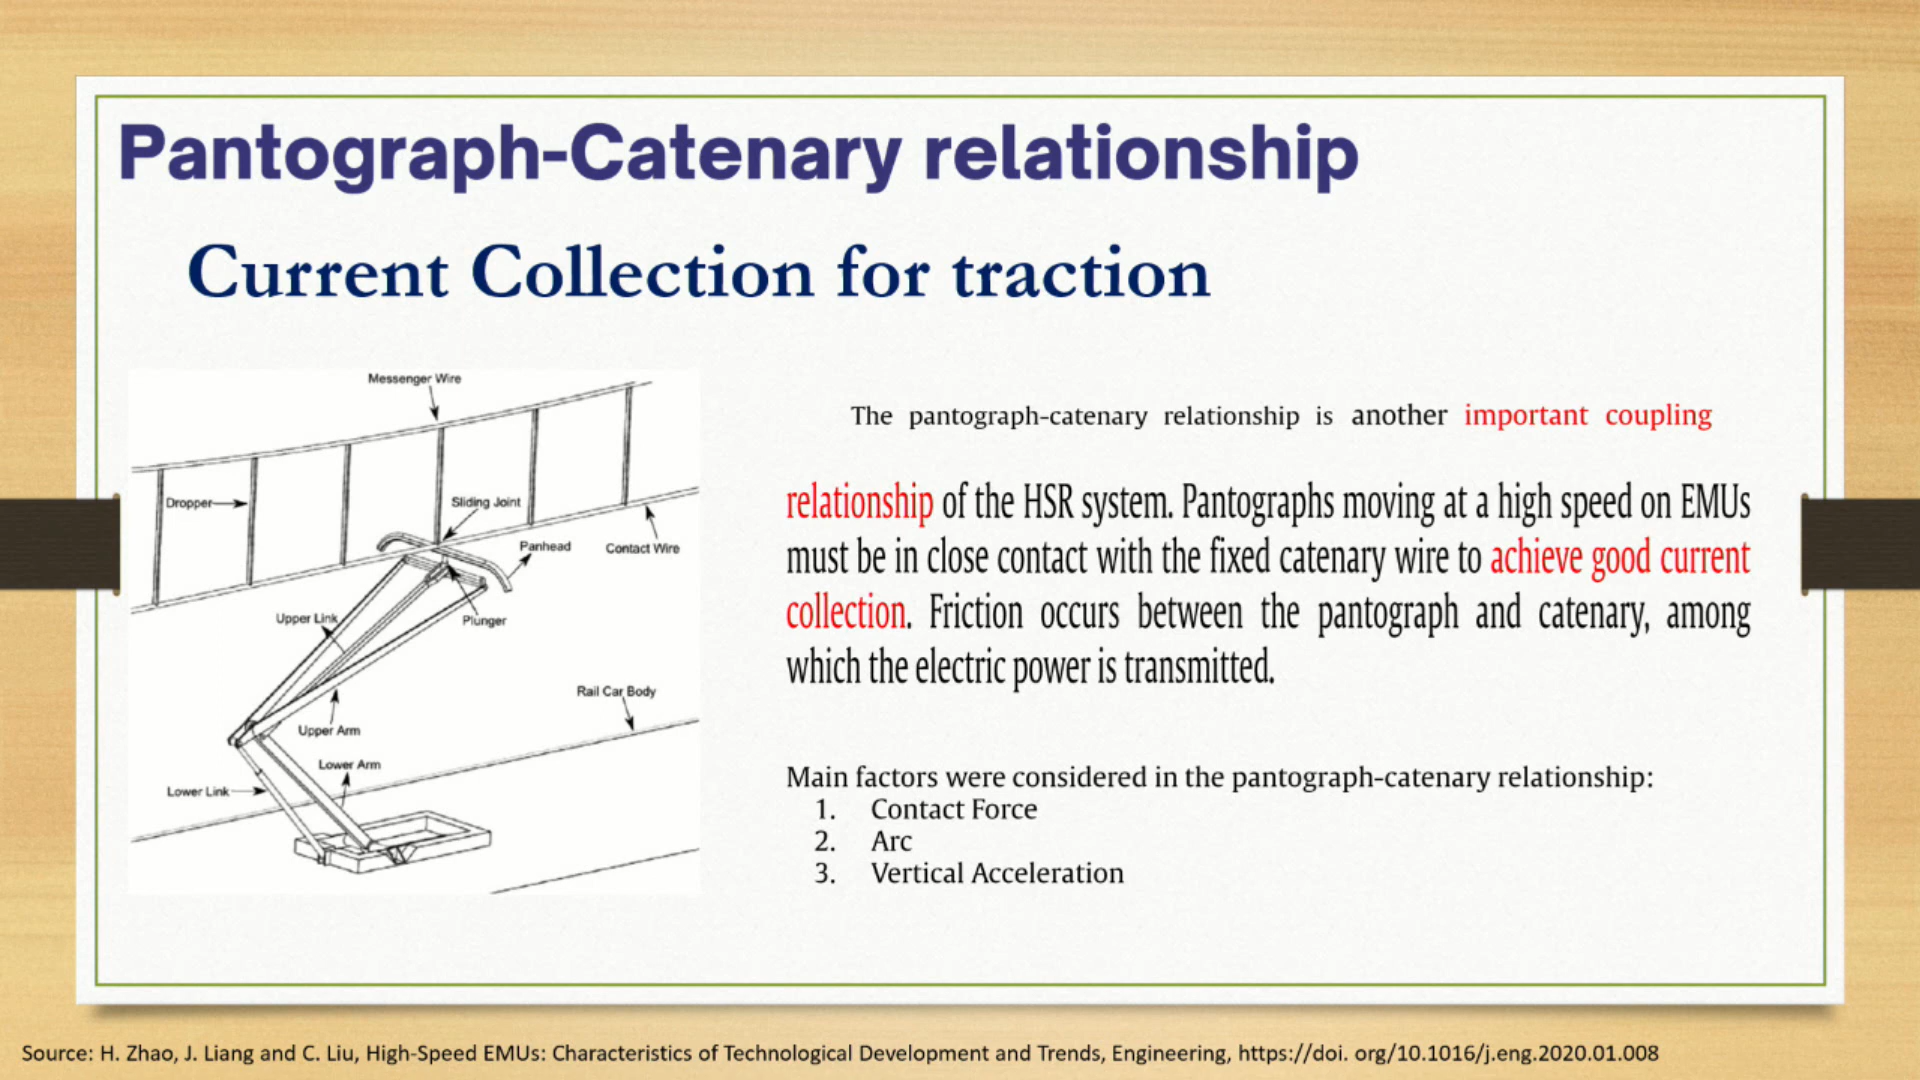 Pantograph-Catenary relationship
Current Collection for traction
Messenger Wire
Dropper
Sliding Joint
Panhead
Contact Wire
Upper Link
Plunger
Rail Car Body
Upper Arm
Lower Arm
Lower Link
The pantograph-catenary relationship is another important coupling
relationship of the HSR system. Pantographs moving at a high speed on EMUs
must be in close contact with the fixed catenary wire to achieve good current
collection. Friction occurs between the pantograph and catenary, among
which the electric power is transmitted.
Main factors were considered in the pantograph-catenary relationship:
1. Contact Force
2. Arc
3. Vertical Acceleration
Source: H. Zhao, J. Liang and C. Liu, High-Speed EMUs: Characteristics of Technological Development and Trends, Engineering, https://doi. org/10.1016/j.eng.2020.01.008